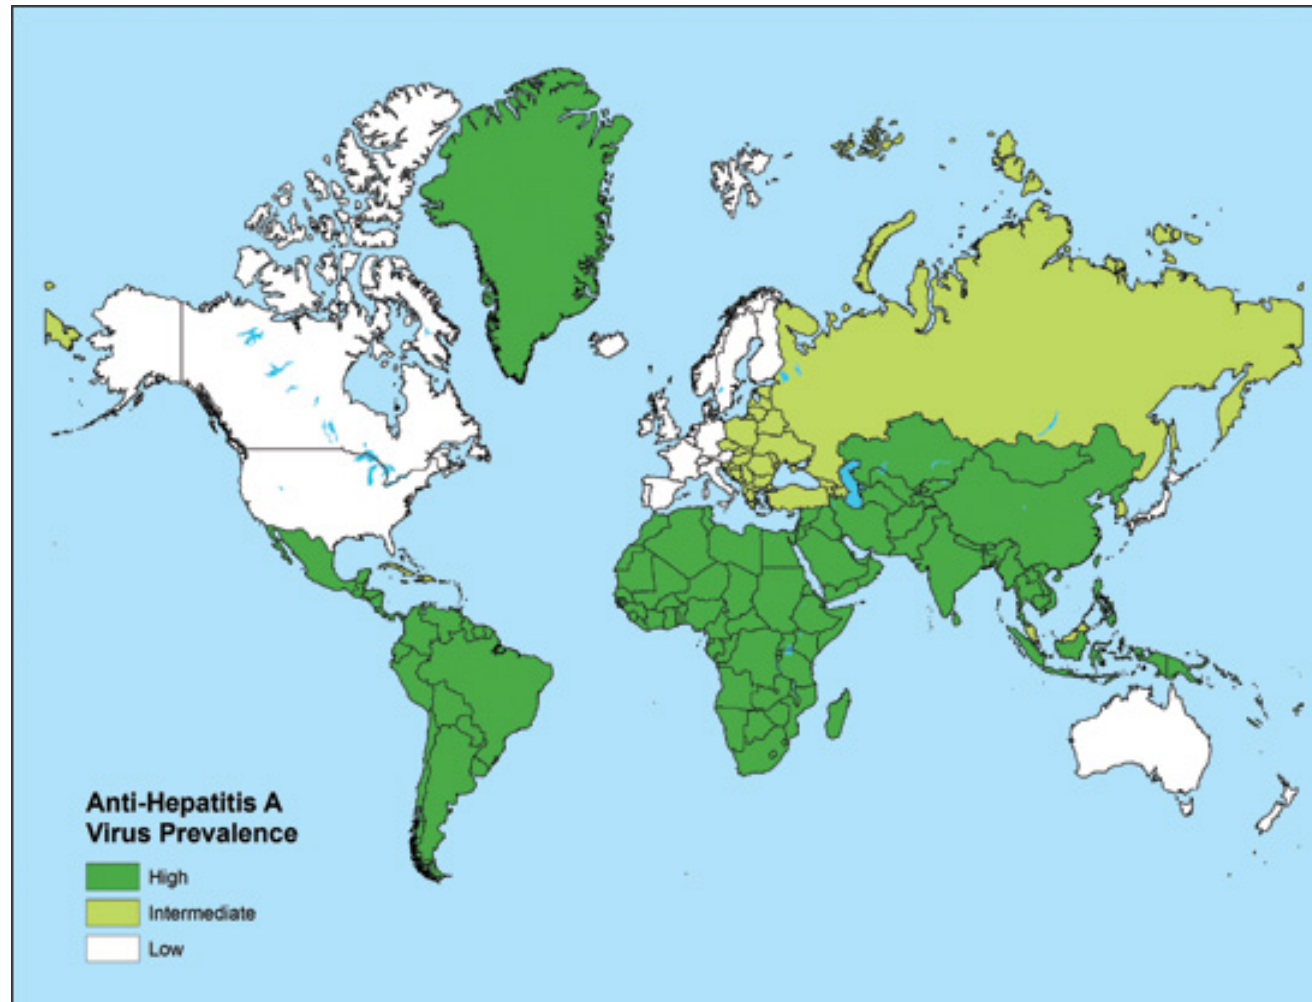 Anti-Hepatitis A
Virus Prevalence
High
Intermediate
Low